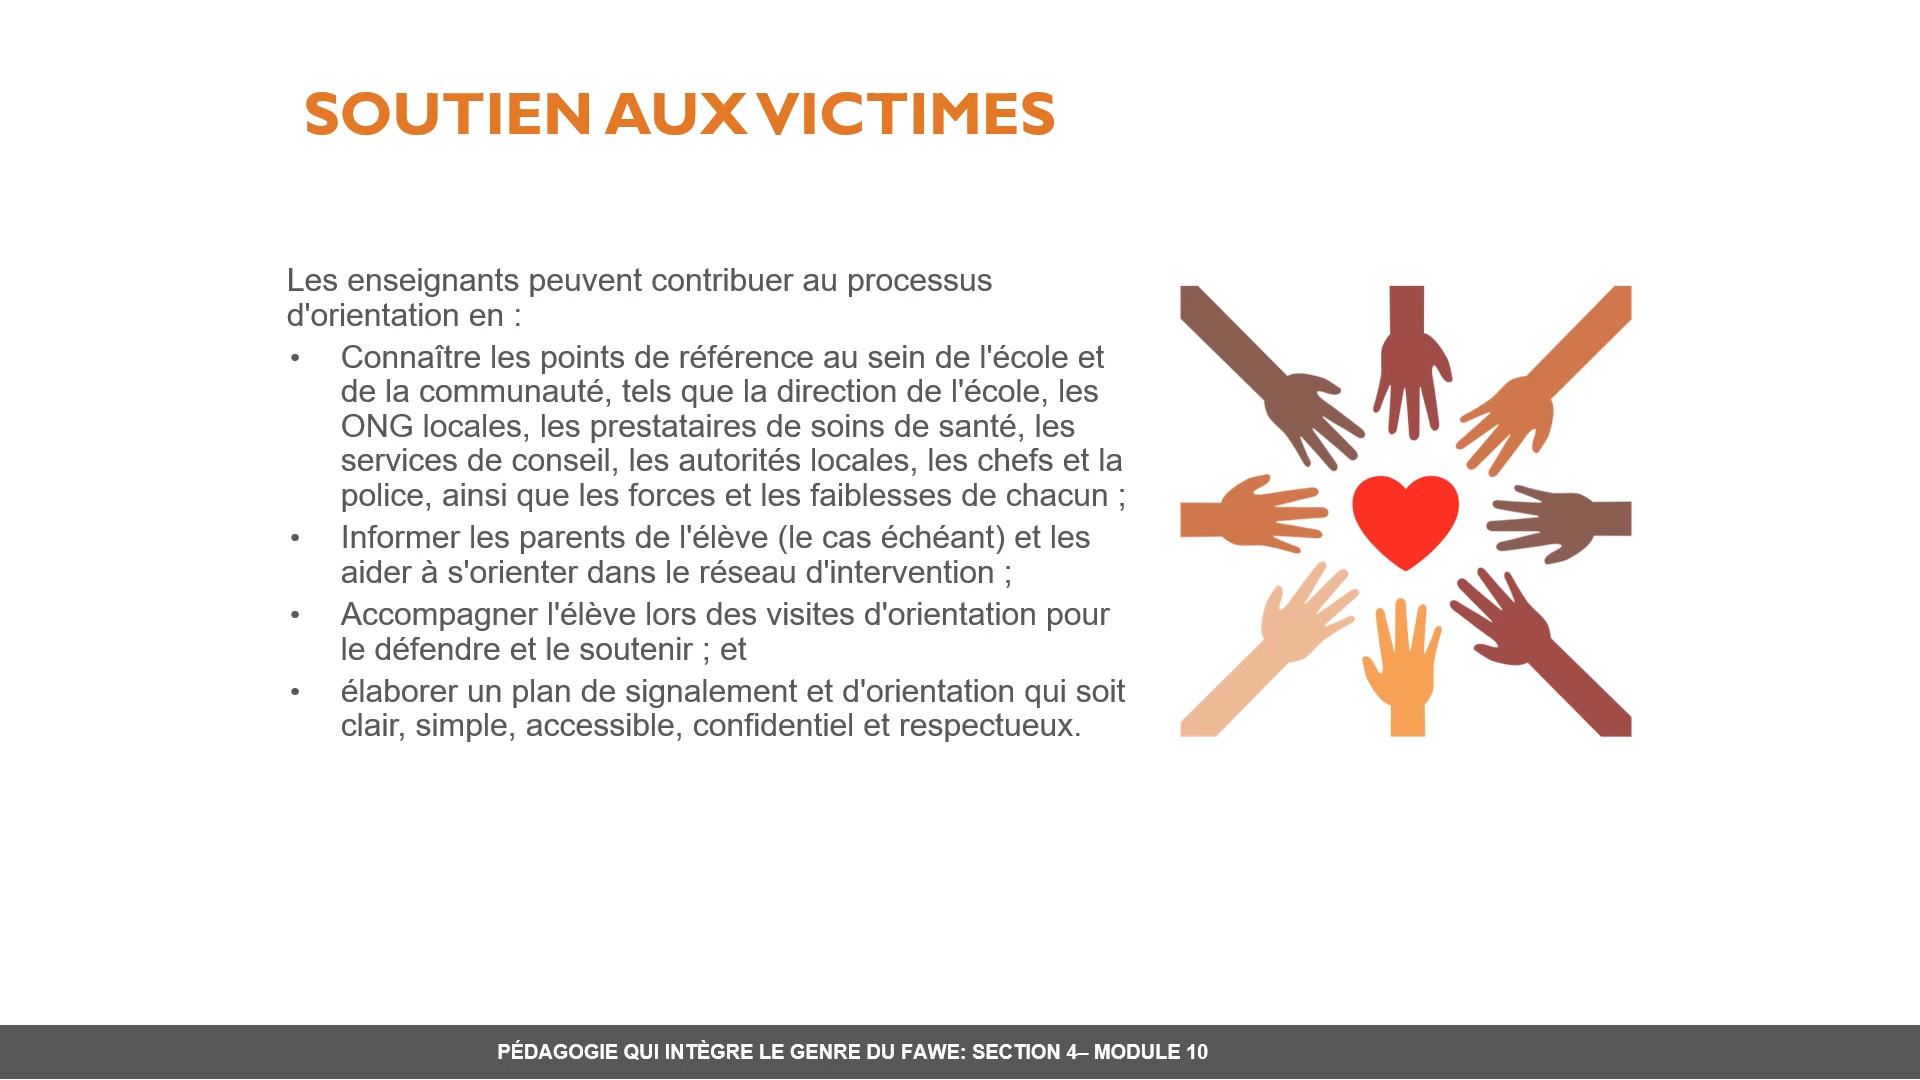 SOUTIEN AUX VICTIMES
Les enseignants peuvent contribuer au processus
d'orientation en :
• Connaître les points de référence au sein de l'école et
de la communauté, tels que la direction de l'école, les
ONG locales, les prestataires de soins de santé, les
services de conseil, les autorités locales, les chefs et la
police, ainsi que les forces et les faiblesses de chacun ;
• Informer les parents de l'élève (le cas échéant) et les
aider à s'orienter dans le réseau d'intervention ;
• Accompagner l'élève lors des visites d'orientation pour
le défendre et le soutenir ; et
• élaborer un plan de signalement et d'orientation qui soit
clair, simple, accessible, confidentiel et respectueux.
PÉDAGOGIE QUI INTÈGRE LE GENRE DU FAWE: SECTION 4– MODULE 10